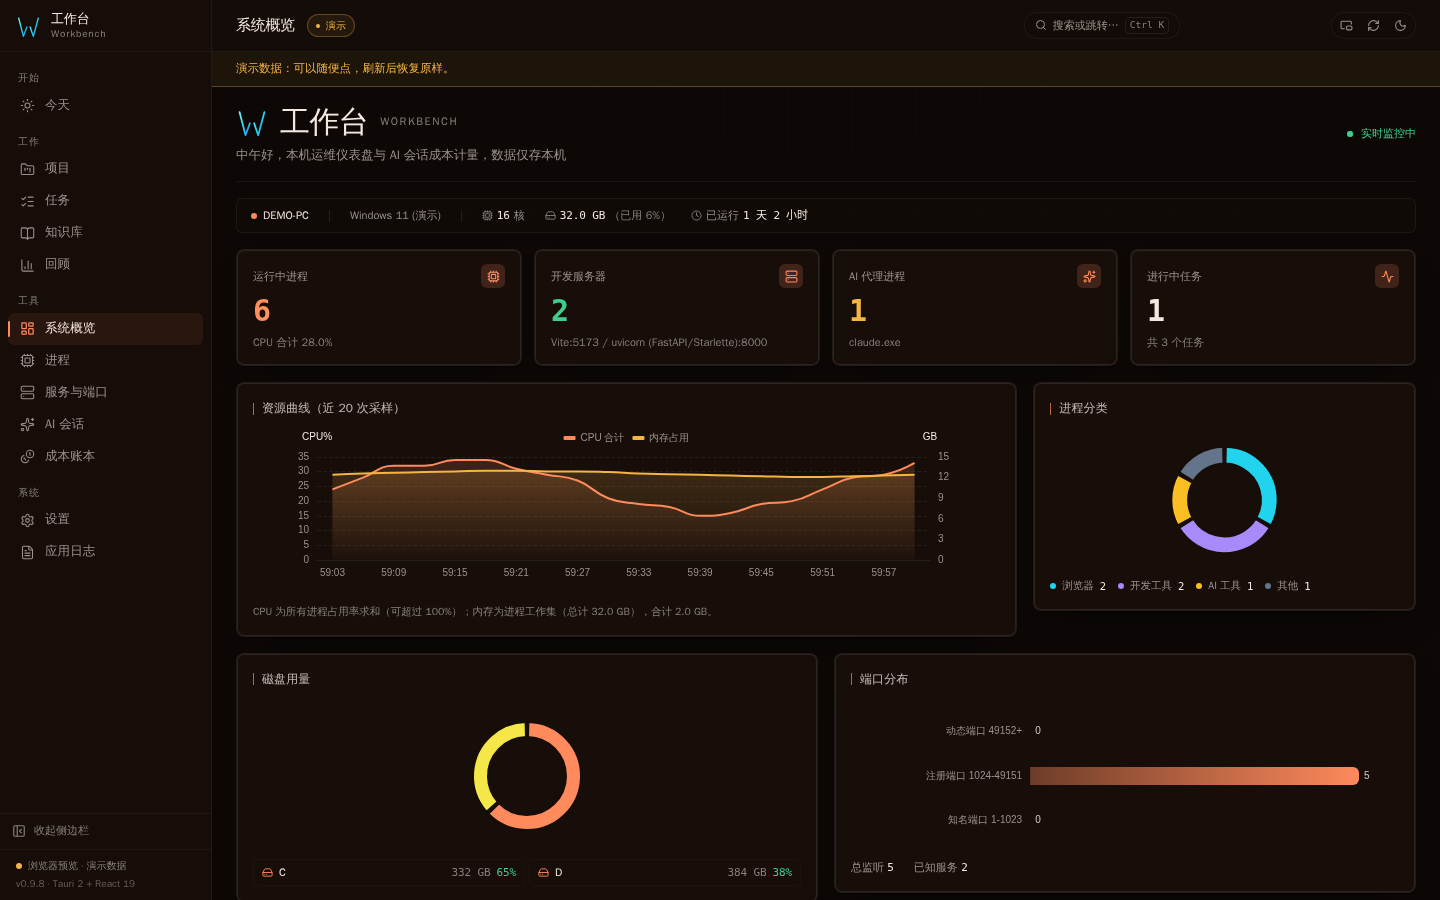 工作台
Workbench
开始
今天
工作
项目
任务
知识库
回顾
工具
系统概览
进程
服务与端口
AI 会话
成本账本
系统
设置
应用日志
收起侧边栏
浏览器预览 · 演示数据
v0.9.8 · Tauri 2 + React 19
系统概览 演示
搜索或跳转… Ctrl K
演示数据：可以随便点，刷新后恢复原样。
工作台 WORKBENCH
中午好，本机运维仪表盘与 AI 会话成本计量，数据仅存本机
实时监控中
DEMO-PC Windows 11 (演示) 16 核 32.0 GB （已用 6%） 已运行 1 天 2 小时
运行中进程
6
CPU 合计 28.0%
开发服务器
2
Vite:5173 / uvicorn (FastAPI/Starlette):8000
AI 代理进程
1
claude.exe
进行中任务
1
共 3 个任务
资源曲线（近 20 次采样）
CPU% CPU 合计 内存占用 GB
35 15
30 12
25
20 9
15 6
10
5 3
0 0
59:03 59:09 59:15 59:21 59:27 59:33 59:39 59:45 59:51 59:57
CPU 为所有进程占用率求和（可超过 100%）；内存为进程工作集（总计 32.0 GB），合计 2.0 GB。
进程分类
浏览器 2 开发工具 2 AI 工具 1 其他 1
磁盘用量
C 332 GB 65% D 384 GB 38%
端口分布
动态端口 49152+ 0
注册端口 1024-49151 5
知名端口 1-1023 0
总监听 5 已知服务 2